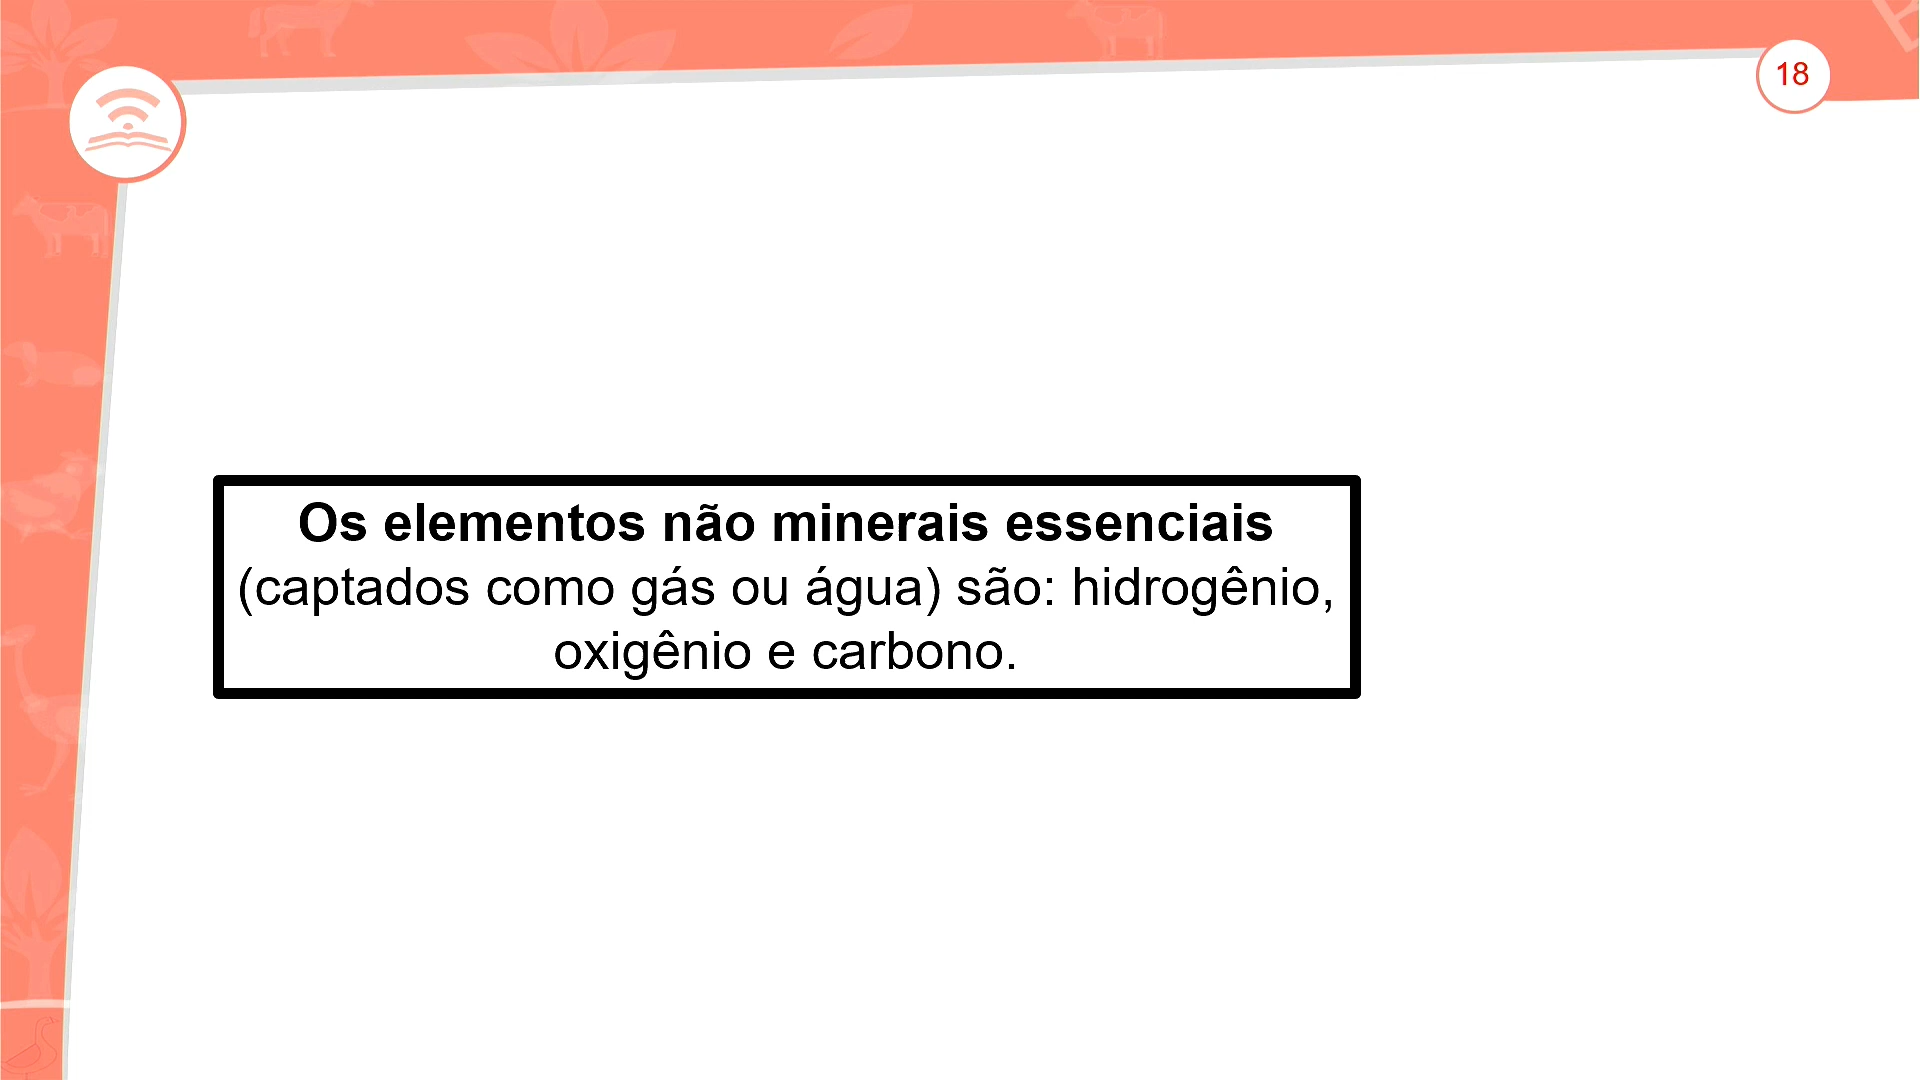 18
Os elementos não minerais essenciais
(captados como gás ou água) são: hidrogênio,
oxigênio e carbono.